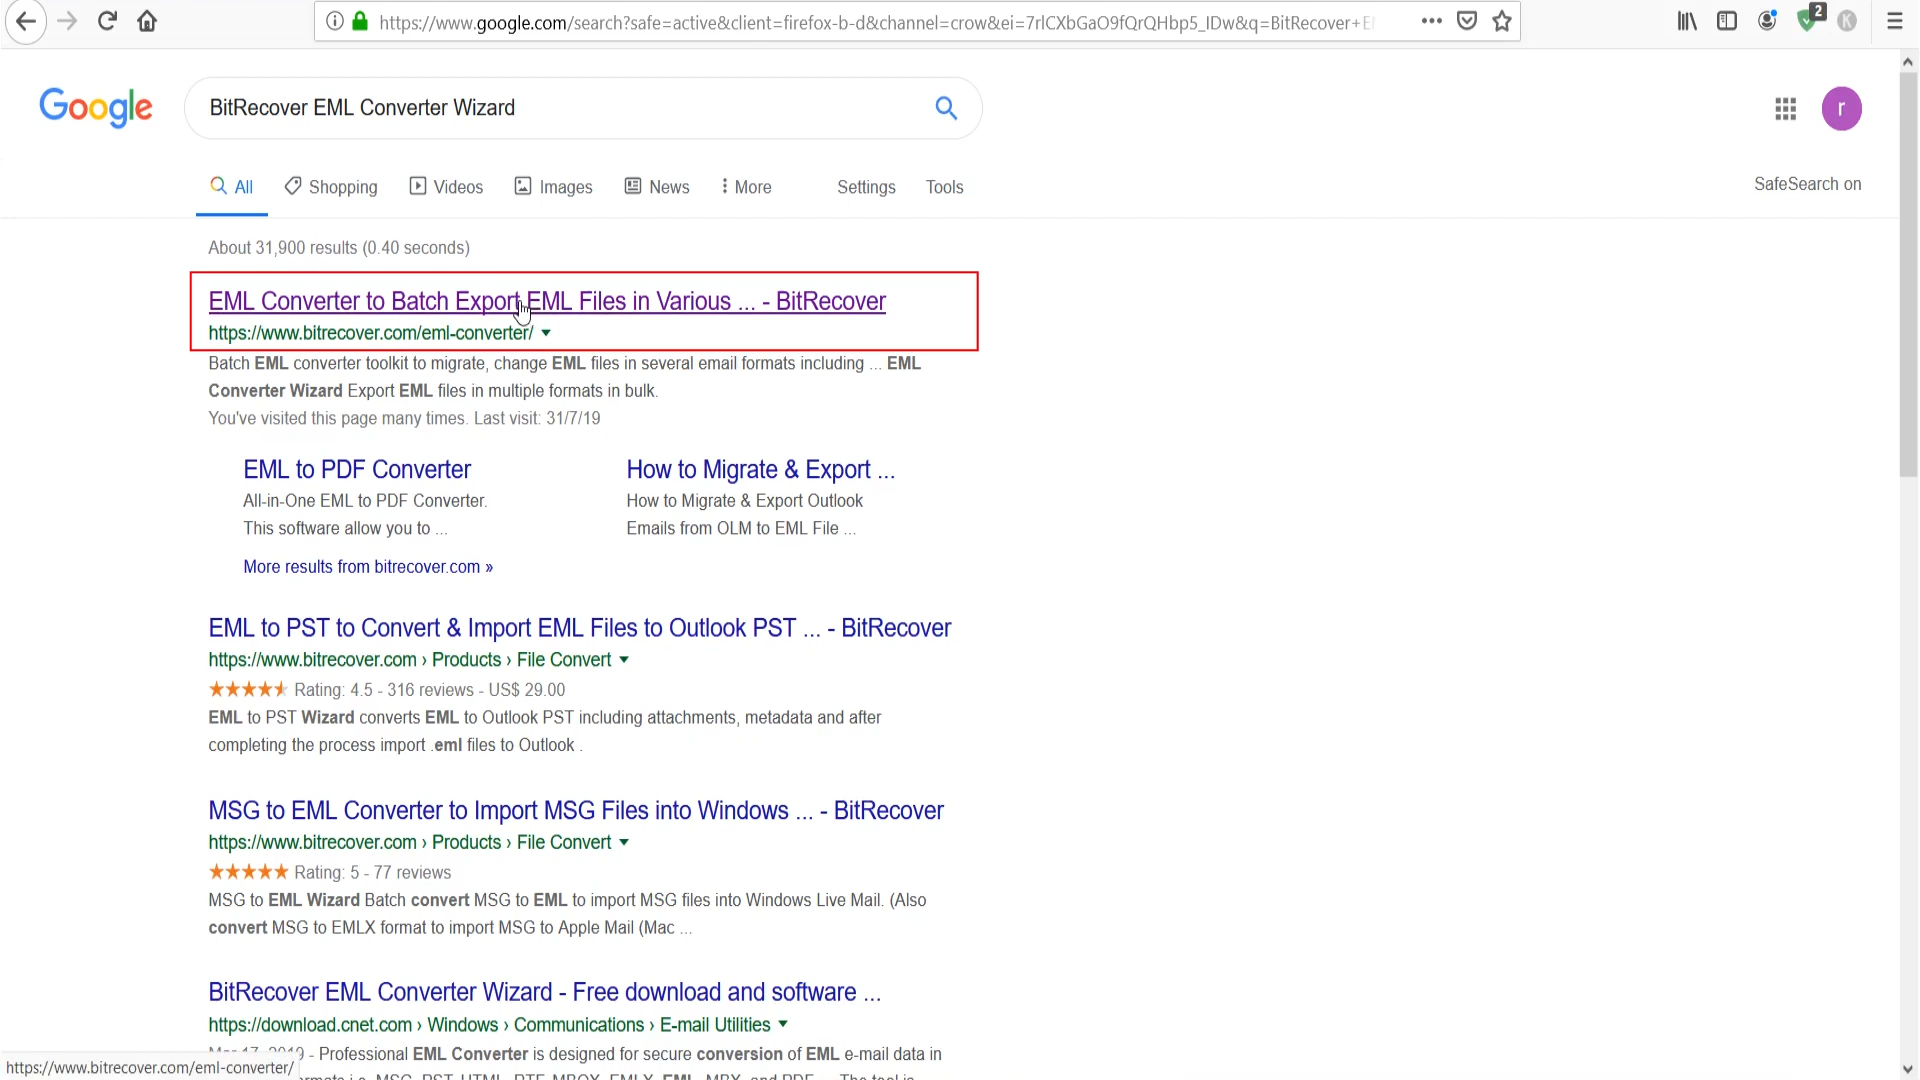 https://www.google.com/search?safe=active&client=firefox-b-d&channel=crow&ei=7rlCXbGaO9fQrQHbp5_IDw&q=BitRecover+E
2
Google
BitRecover EML Converter Wizard
r
All
Shopping
Videos
Images
News
More
Settings
Tools
SafeSearch on
About 31,900 results (0.40 seconds)
EML Converter to Batch Export EML Files in Various ... - BitRecover
https://www.bitrecover.com/eml-converter/
Batch EML converter toolkit to migrate, change EML files in several email formats including ... EML
Converter Wizard Export EML files in multiple formats in bulk.
You've visited this page many times. Last visit: 31/7/19
EML to PDF Converter
All-in-One EML to PDF Converter.
This software allow you to ...
How to Migrate & Export ...
How to Migrate & Export Outlook
Emails from OLM to EML File ...
More results from bitrecover.com »
EML to PST to Convert & Import EML Files to Outlook PST ... - BitRecover
https://www.bitrecover.com › Products › File Convert
Rating: 4.5 - 316 reviews - US$ 29.00
EML to PST Wizard converts EML to Outlook PST including attachments, metadata and after
completing the process import .eml files to Outlook .
MSG to EML Converter to Import MSG Files into Windows ... - BitRecover
https://www.bitrecover.com › Products › File Convert
Rating: 5 - 77 reviews
MSG to EML Wizard Batch convert MSG to EML to import MSG files into Windows Live Mail. (Also
convert MSG to EMLX format to import MSG to Apple Mail (Mac ...
BitRecover EML Converter Wizard - Free download and software ...
https://download.cnet.com › Windows › Communications › E-mail Utilities
- Professional EML Converter is designed for secure conversion of EML e-mail data in
https://www.bitrecover.com/eml-converter/